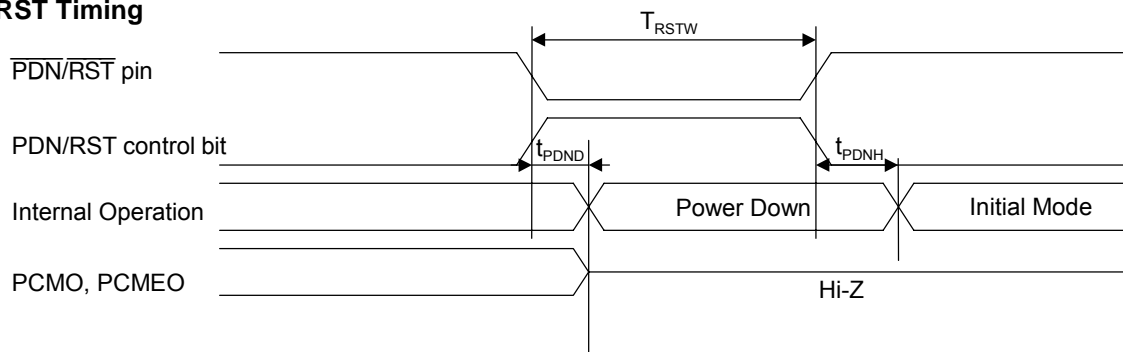 RST Timing
T_RSTW
PDN/RST pin
PDN/RST control bit
t_PDND
t_PDNH
Internal Operation
Power Down
Initial Mode
PCMO, PCMEO
Hi-Z